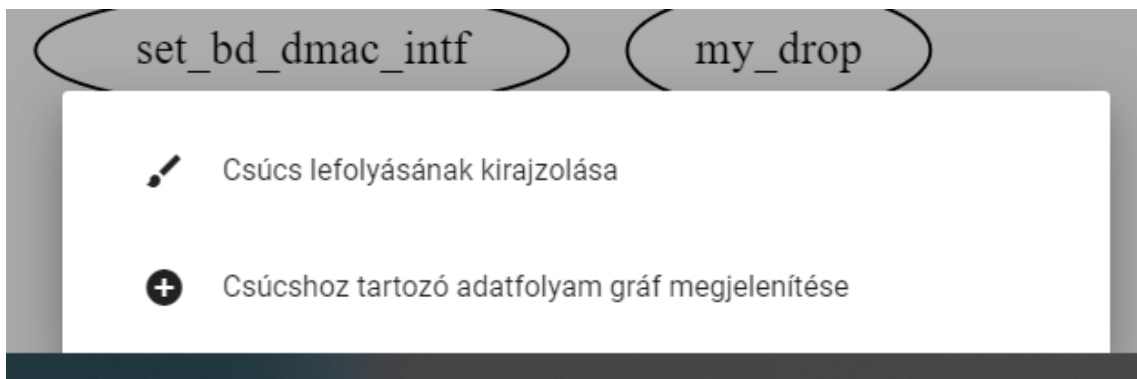 set_bd_dmac_intf my_drop
Csúcs lefolyásának kirajzolása
Csúcshoz tartozó adatfolyam gráf megjelenítése